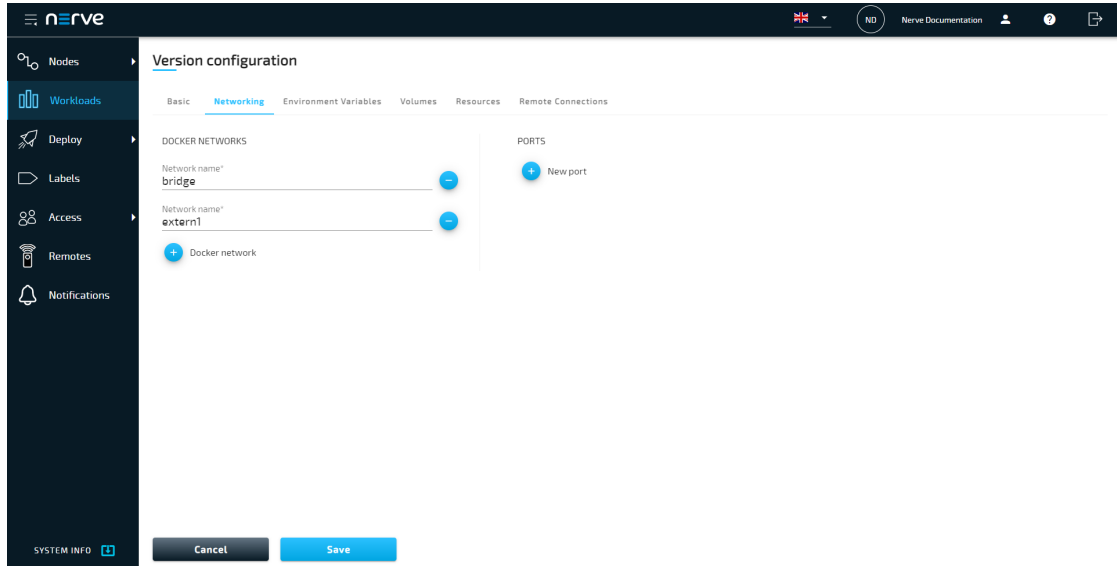 nerve
ND
Nerve Documentation
Nodes
Workloads
Deploy
Labels
Access
Remotes
Notifications
SYSTEM INFO
Version configuration
Basic Networking Environment Variables Volumes Resources Remote Connections
DOCKER NETWORKS
Network name*
bridge
Network name*
extern1
Docker network
PORTS
New port
Cancel
Save